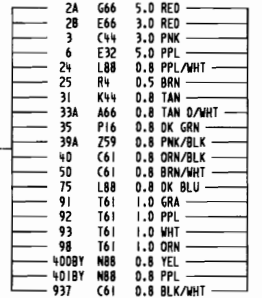 2A G66 5.0 RED
2B E66 3.0 RED
3 C44 3.0 PNK
6 E32 5.0 PPL
24 L88 0.8 PPL/WHT
25 R4 0.5 BRN
31 K44 0.8 TAN
33A A66 0.8 TAN D/WHT
35 P16 0.8 DK GRN
39A Z59 0.8 PNK/BLK
40 C61 0.8 ORN/BLK
50 C61 0.8 BRN/WHT
75 L88 0.8 DK BLU
91 T61 1.0 GRA
92 T61 1.0 PPL
93 T61 1.0 WHT
98 T61 1.0 ORN
400BY N88 0.8 YEL
401BY N88 0.8 PPL
937 C61 0.8 BLK/WHT